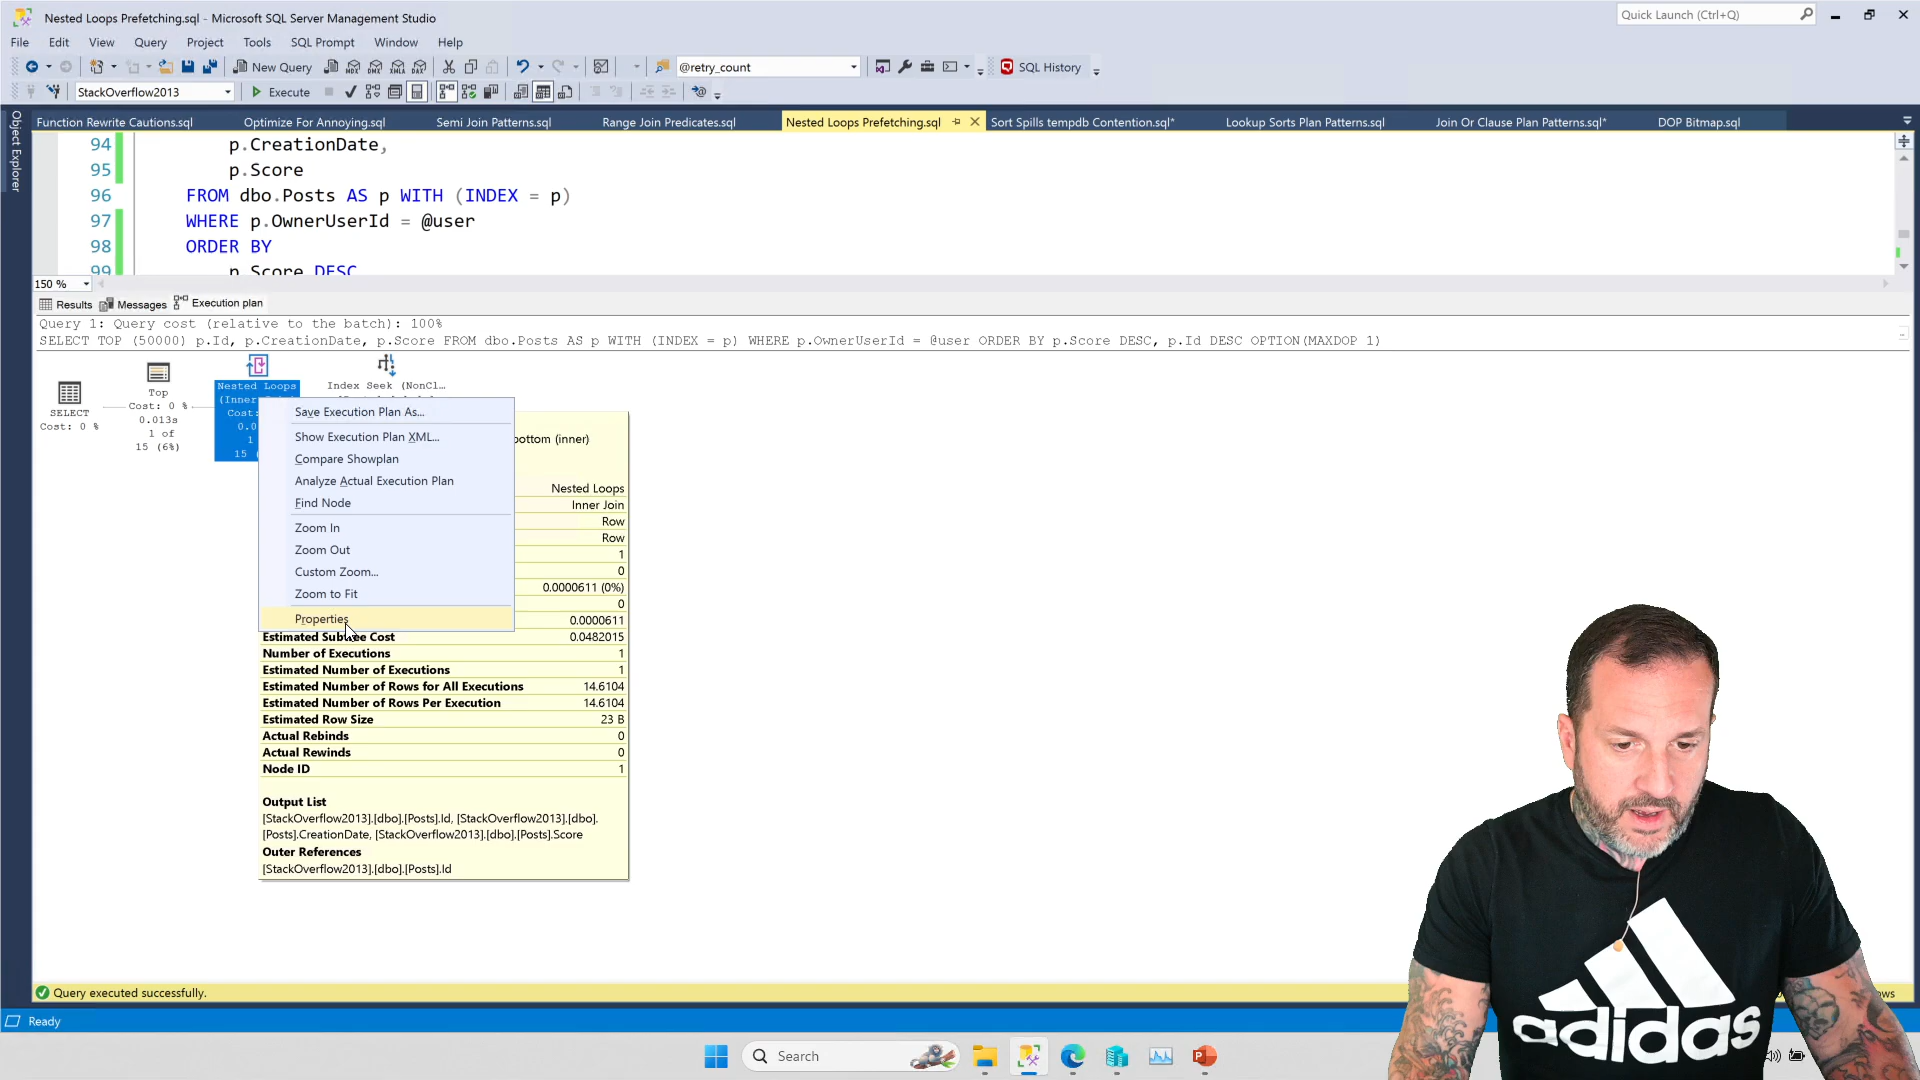 Nested Loops Prefetching.sql - Microsoft SQL Server Management Studio
Quick Launch (Ctrl+Q)
File Edit View Query Project Tools SQL Prompt Window Help
New Query
@retry_count
SQL History
StackOverflow2013
Execute
Object Explorer
Function Rewrite Cautions.sql
Optimize For Annoying.sql
Semi Join Patterns.sql
Range Join Predicates.sql
Nested Loops Prefetching.sql
Sort Spills tempdb Contention.sql*
Lookup Sorts Plan Patterns.sql
Join Or Clause Plan Patterns.sql*
DOP Bitmap.sql
94 p.CreationDate,
95 p.Score
96 FROM dbo.Posts AS p WITH (INDEX = p)
97 WHERE p.OwnerUserId = @user
98 ORDER BY
99 p.Score DESC
150 %
Results Messages Execution plan
Query 1: Query cost (relative to the batch): 100%
SELECT TOP (50000) p.Id, p.CreationDate, p.Score FROM dbo.Posts AS p WITH (INDEX = p) WHERE p.OwnerUserId = @user ORDER BY p.Score DESC, p.Id DESC OPTION(MAXDOP 1)
SELECT
Cost: 0 %
Top
Cost: 0 %
0.013s
1 of
15 (6%)
Nested Loops
(Inner
Cost:
0.0
1
15
Index Seek (NonCl...
Save Execution Plan As...
Show Execution Plan XML...
Compare Showplan
Analyze Actual Execution Plan
Find Node
Zoom In
Zoom Out
Custom Zoom...
Zoom to Fit
Properties
bottom (inner)
Nested Loops
Inner Join
Row
Row
1
0
0.0000611 (0%)
0
0.0000611
Estimated Subtree Cost 0.0482015
Number of Executions 1
Estimated Number of Executions 1
Estimated Number of Rows for All Executions 14.6104
Estimated Number of Rows Per Execution 14.6104
Estimated Row Size 23 B
Actual Rebinds 0
Actual Rewinds 0
Node ID 1
Output List
[StackOverflow2013].[dbo].[Posts].Id, [StackOverflow2013].[dbo].
[Posts].CreationDate, [StackOverflow2013].[dbo].[Posts].Score
Outer References
[StackOverflow2013].[dbo].[Posts].Id
Query executed successfully.
Ready
Search
adidas